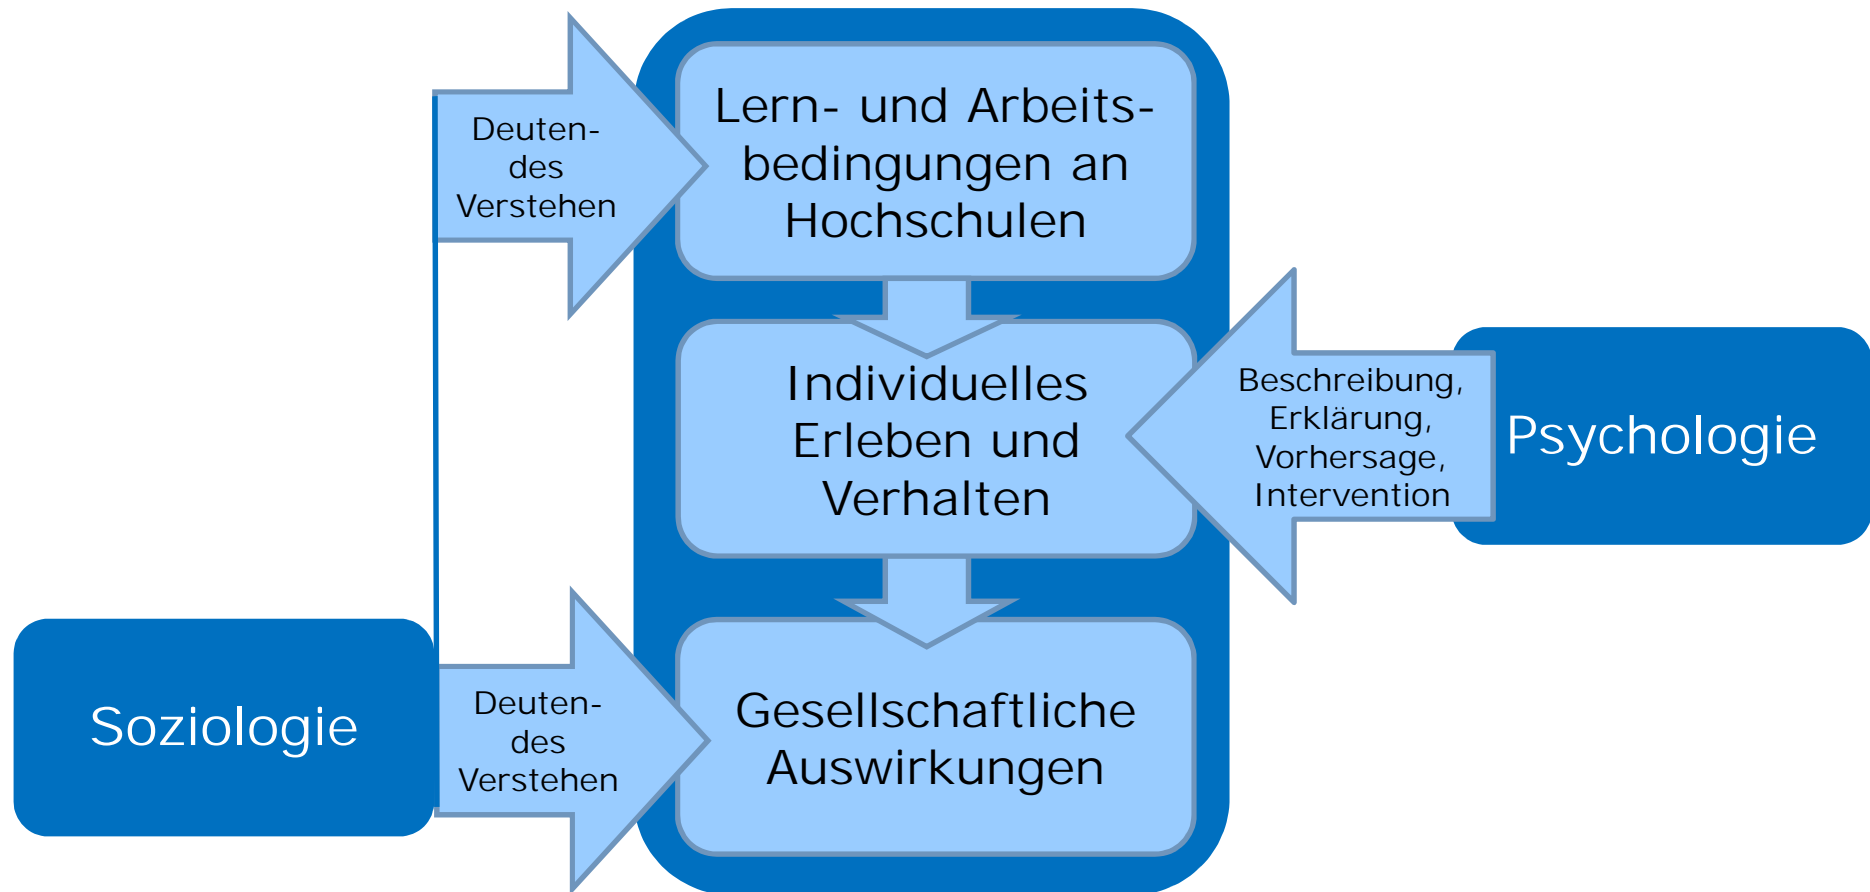 Deuten-
des
Verstehen
Lern- und Arbeits-
bedingungen an
Hochschulen
Individuelles
Erleben und
Verhalten
Beschreibung,
Erklärung,
Vorhersage,
Intervention
Psychologie
Soziologie
Deuten-
des
Verstehen
Gesellschaftliche
Auswirkungen